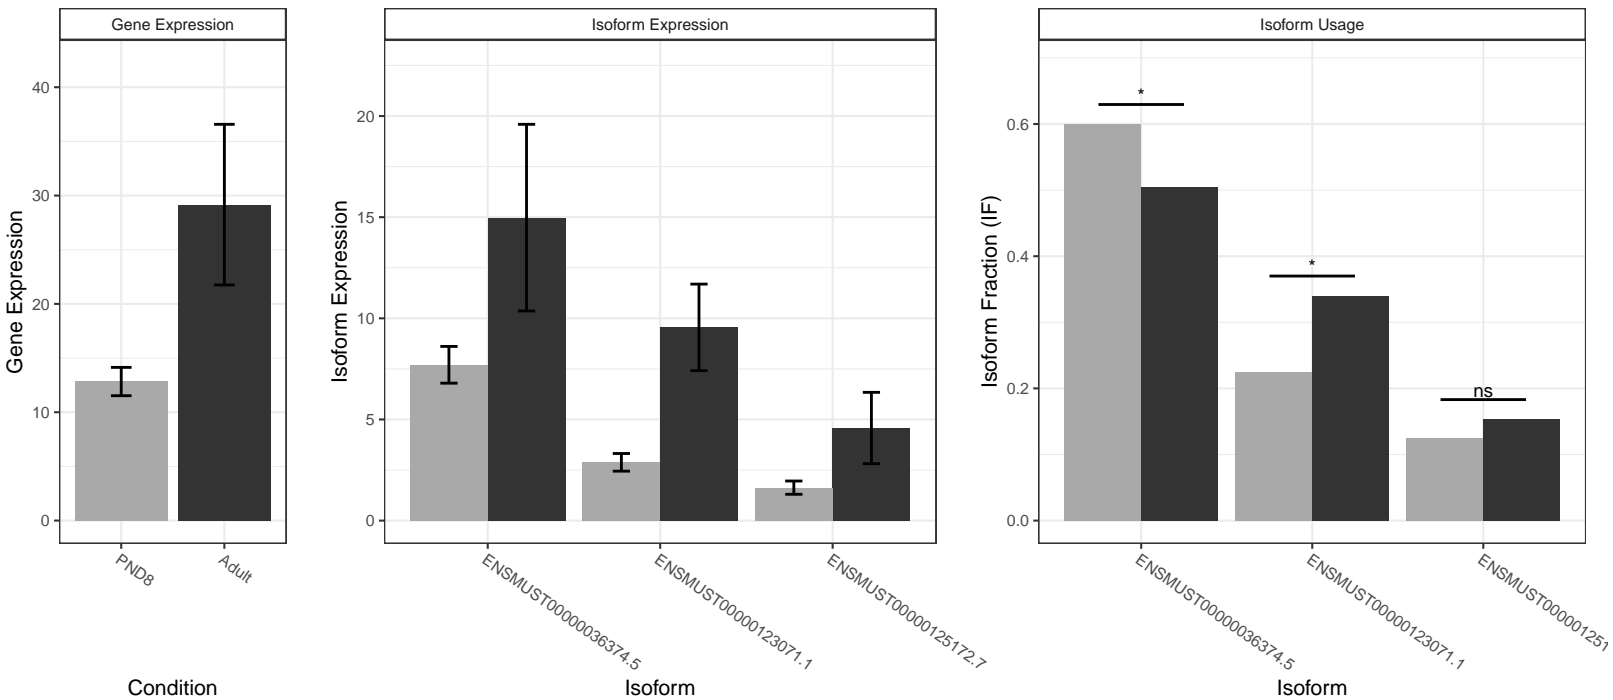 Gene Expression
Isoform Expression
Isoform Usage
Gene Expression
40
30
20
10
0
PND8
Adult
Condition
Isoform Expression
20
15
10
5
0
ENSMUST00000036374.5
ENSMUST00000123071.1
ENSMUST00000125172.7
Isoform
Isoform Fraction (IF)
0.6
0.4
0.2
0.0
*
*
ns
ENSMUST00000036374.5
ENSMUST00000123071.1
ENSMUST000001251
Isoform